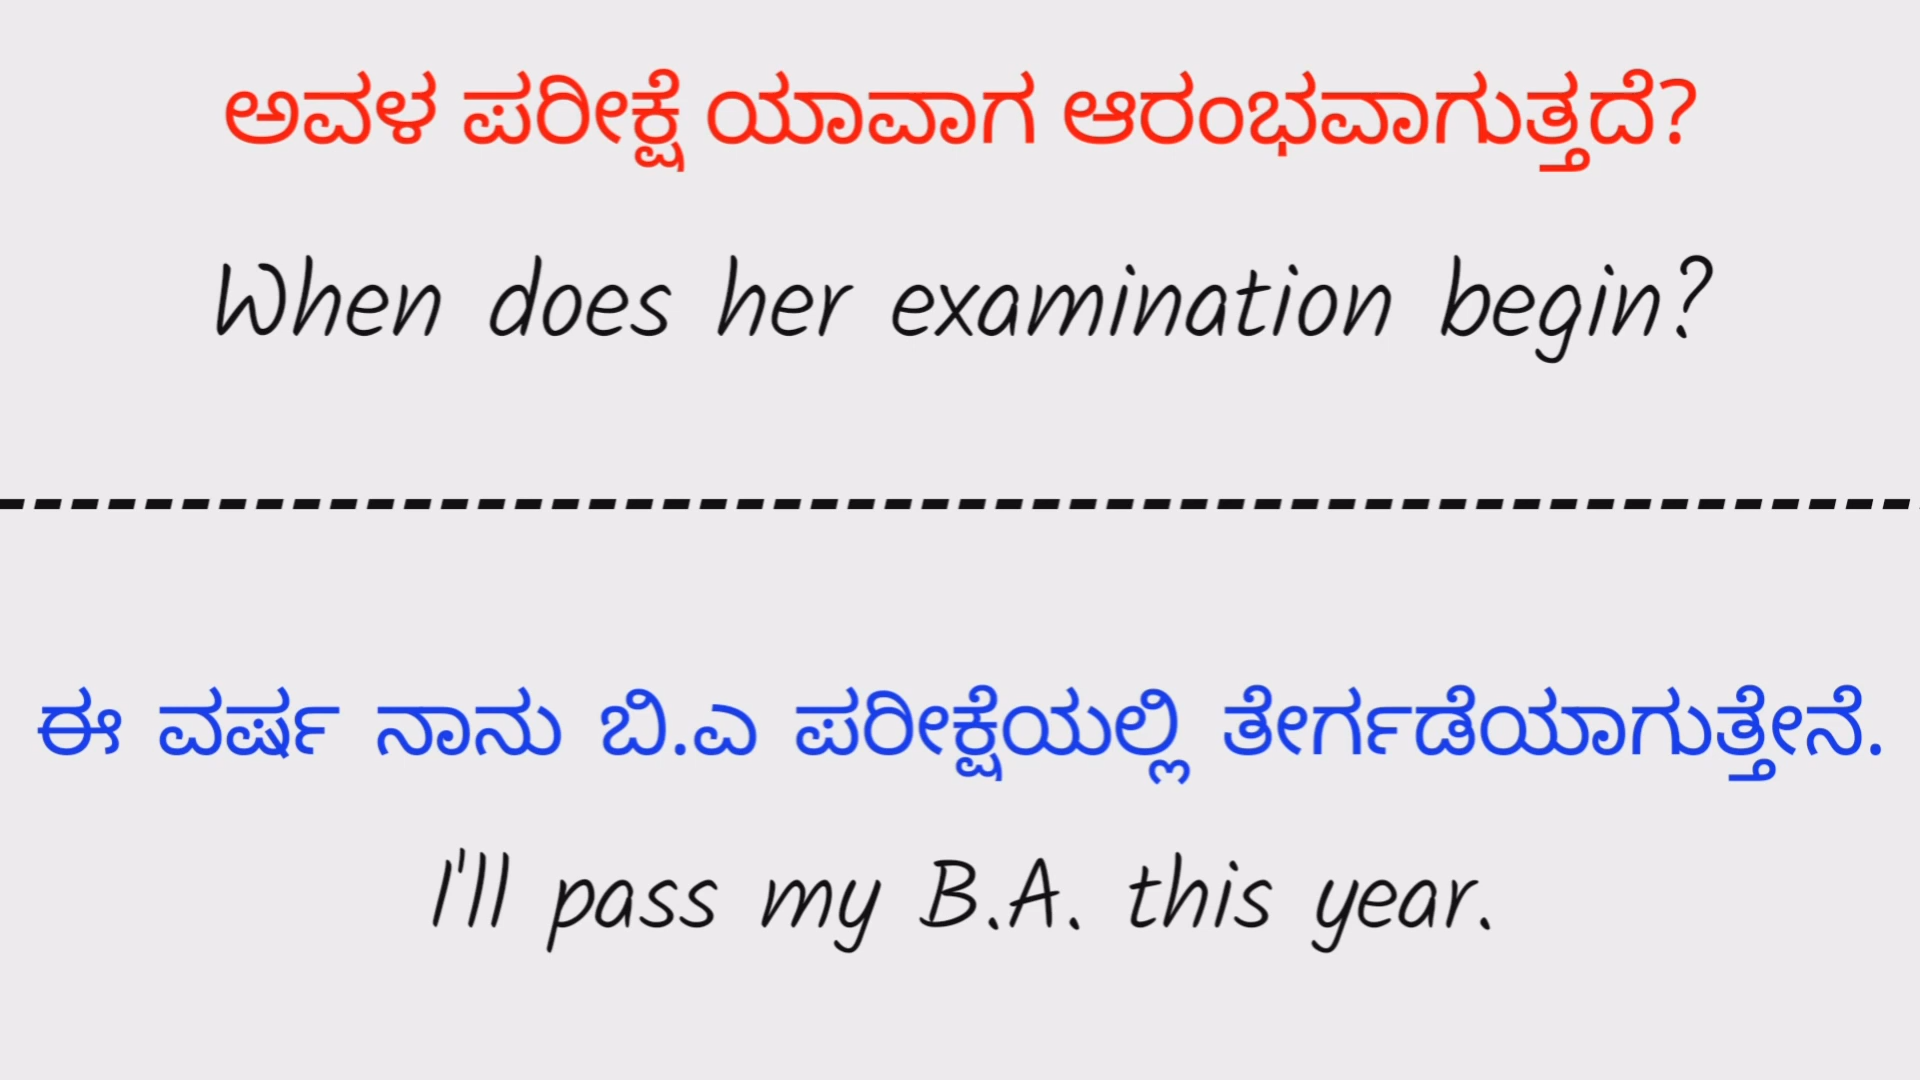 ಅವಳ ಪರೀಕ್ಷೆ ಯಾವಾಗ ಆರಂಭವಾಗುತ್ತದೆ?
When does her examination begin?
ಈ ವರ್ಷ ನಾನು ಬಿ.ಎ ಪರೀಕ್ಷೆಯಲ್ಲಿ ತೇರ್ಗಡೆಯಾಗುತ್ತೇನೆ.
I'll pass my B.A. this year.